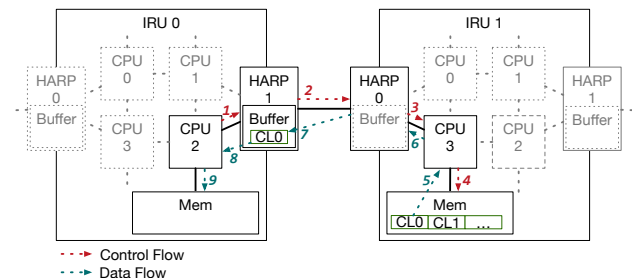 IRU 0
IRU 1
HARP 0
Buffer
CPU 0
CPU 1
HARP 1
Buffer
CL0
CPU 3
CPU 2
Mem
1
2
3
4
5
6
7
8
9
HARP 0
Buffer
CPU 0
CPU 1
HARP 1
Buffer
CPU 3
CPU 2
Mem
CL0 CL1 ...
Control Flow
Data Flow